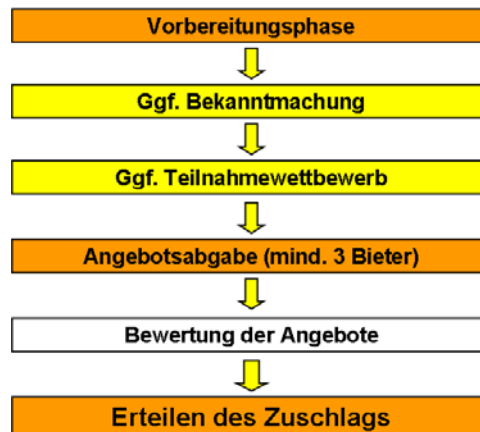 Vorbereitungsphase
Ggf. Bekanntmachung
Ggf. Teilnahmewettbewerb
Angebotsabgabe (mind. 3 Bieter)
Bewertung der Angebote
Erteilen des Zuschlags